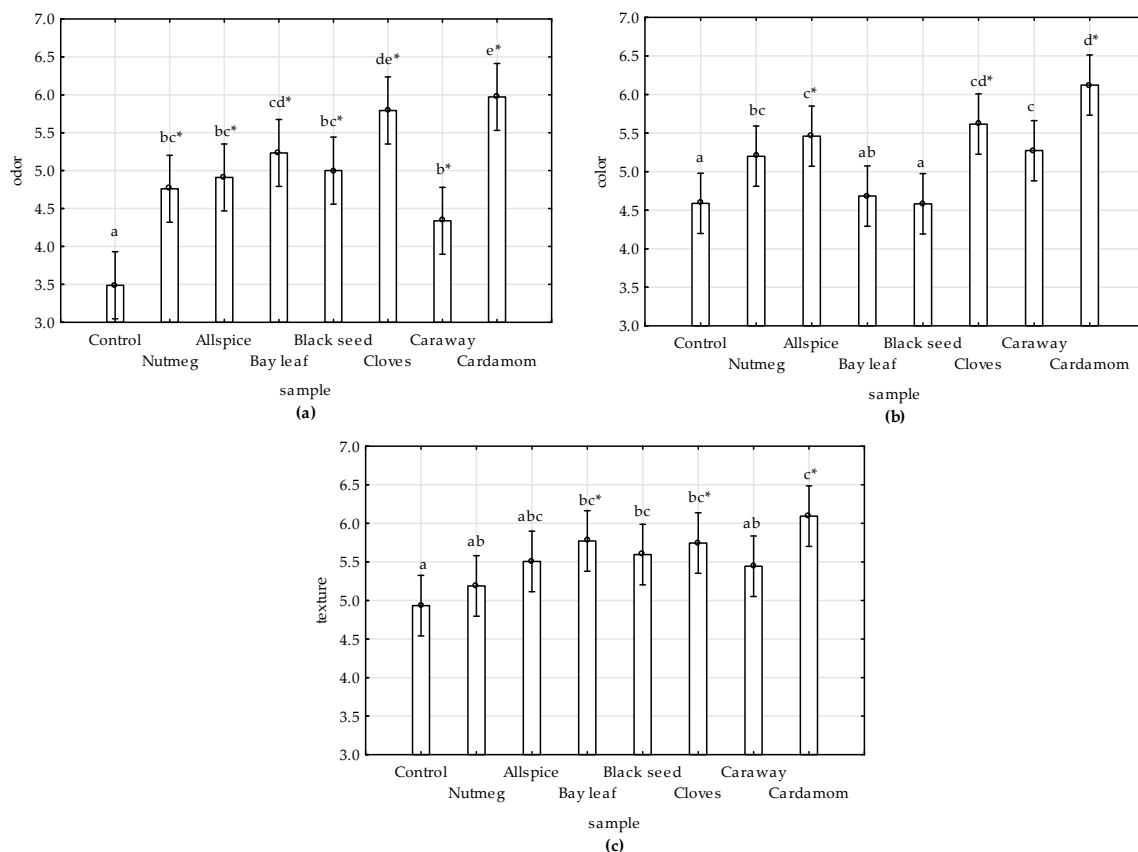 7.0
6.5
6.0
5.5
5.0
4.5
4.0
3.5
3.0
odor
a
bc*
bc*
cd*
bc*
de*
b*
e*
Control Allspice Black seed Caraway
Nutmeg Bay leaf Cloves Cardamom
sample
(a)
7.0
6.5
6.0
5.5
5.0
4.5
4.0
3.5
3.0
color
a
bc
c*
ab
a
cd*
c
d*
Control Allspice Black seed Caraway
Nutmeg Bay leaf Cloves Cardamom
sample
(b)
7.0
6.5
6.0
5.5
5.0
4.5
4.0
3.5
3.0
texture
a
ab
abc
bc*
bc
bc*
ab
c*
Control Allspice Black seed Caraway
Nutmeg Bay leaf Cloves Cardamom
sample
(c)